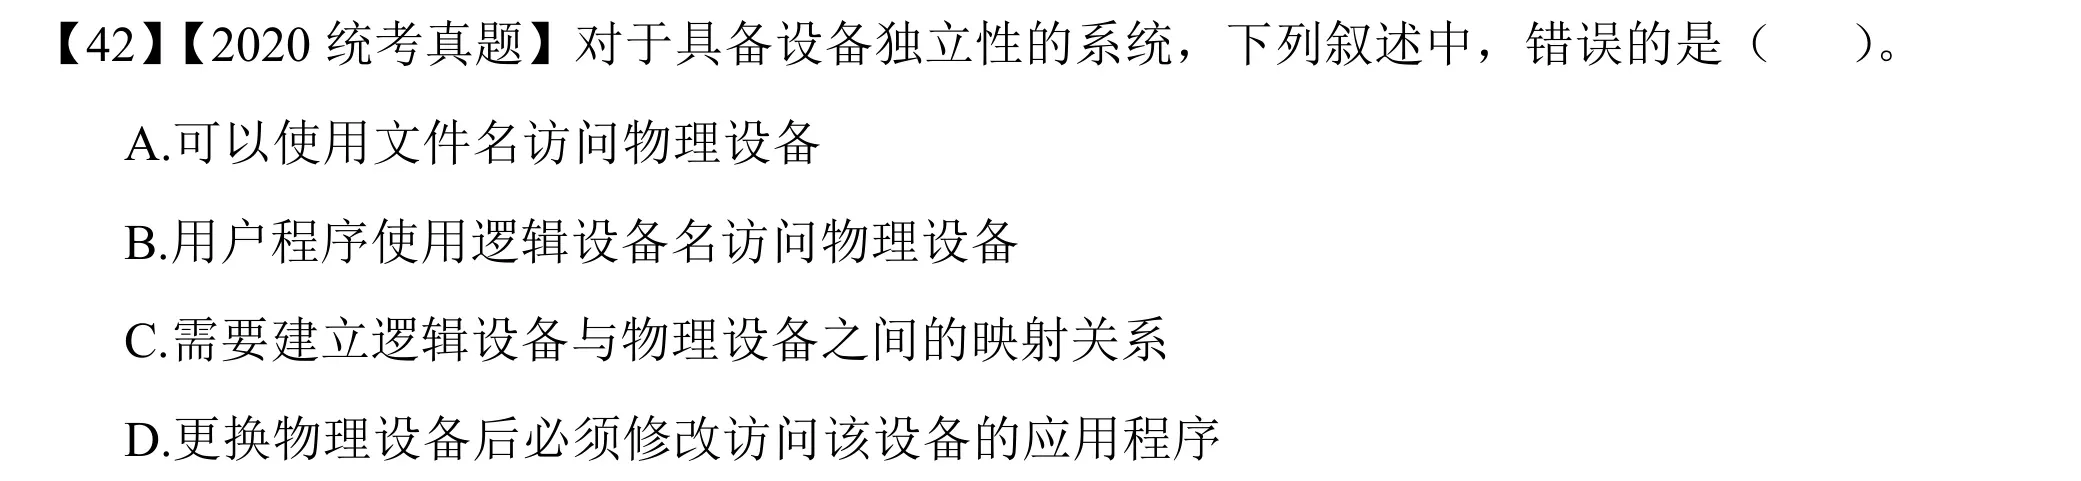 【42】【2020 统考真题】对于具备设备独立性的系统，下列叙述中，错误的是（　　）。
A.可以使用文件名访问物理设备
B.用户程序使用逻辑设备名访问物理设备
C.需要建立逻辑设备与物理设备之间的映射关系
D.更换物理设备后必须修改访问该设备的应用程序